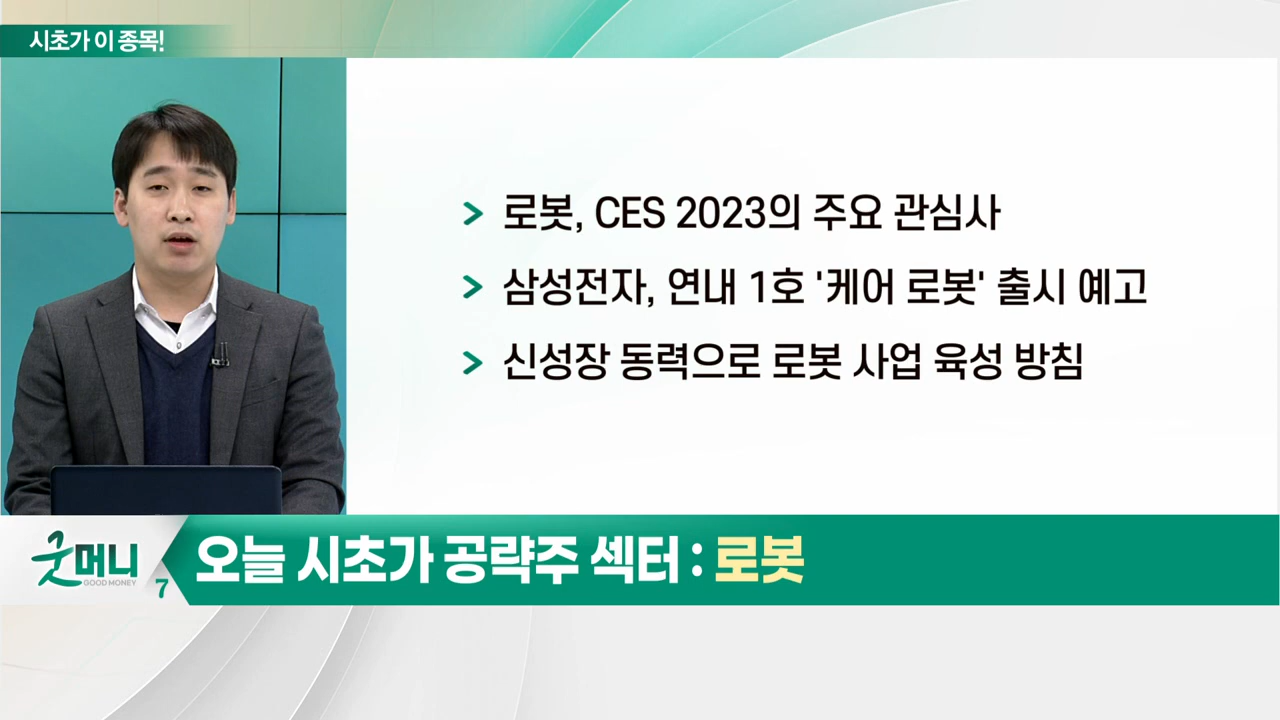 시초가 이 종목!
로봇, CES 2023의 주요 관심사
삼성전자, 연내 1호 '케어 로봇' 출시 예고
신성장 동력으로 로봇 사업 육성 방침
굿머니
GOOD MONEY
7
오늘 시초가 공략주 섹터 : 로봇